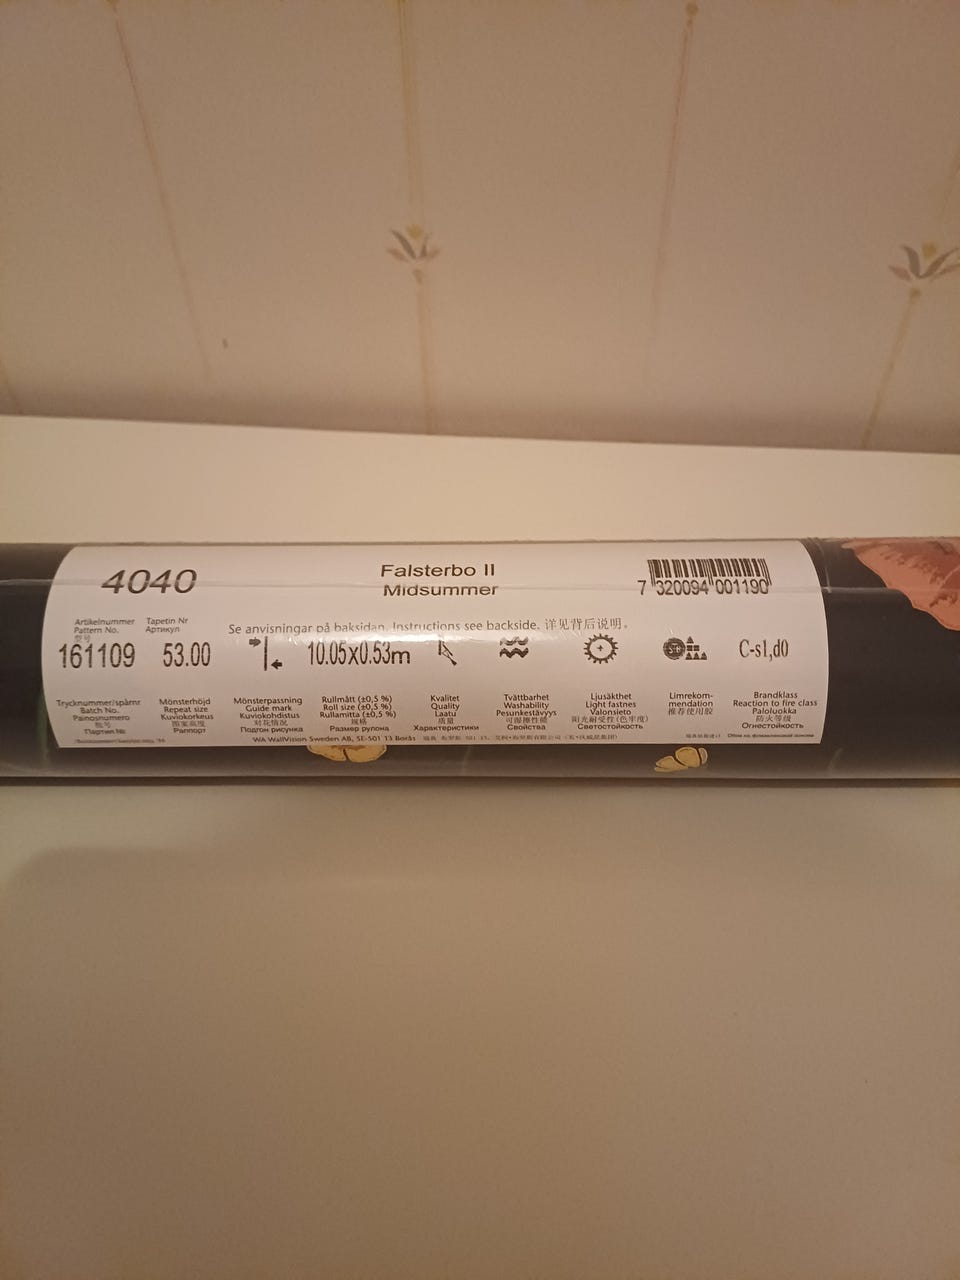 4040
Falsterbo II
Midsummer
7 320094 001190
Artikelnummer
Pattern No.
型号
Tapetin Nr
Артикул
Se anvisningar på baksidan. Instructions see backside. 详见背后说明。
161109
53.00
10.05x0.53m
C-s1,d0
Trycknummer/spårnr
Batch No.
Painosnumero
批号
Партия №
Mönsterhöjd
Repeat size
Kuviokorkeus
图案高度
Раппорт
Mönsterpassning
Guide mark
Kuviokohdistus
对花情况
Подгон рисунка
Rullmått (±0,5 %)
Roll size (±0,5 %)
Rullamitta (±0,5 %)
规格
Размер рулона
Kvalitet
Quality
Laatu
质量
Характеристики
Tvättbarhet
Washability
Pesunkestävyys
可湿擦性能
Свойства
Ljusäkthet
Light fastnes
Valonsieto
阳光耐受性(色牢度)
Светостойкость
Limrekom-
mendation
推荐使用胶
Brandklass
Reaction to fire class
Paloluokka
防火等级
Огнестойкость
WA WallVision Sweden AB, SE-501 13 Borås